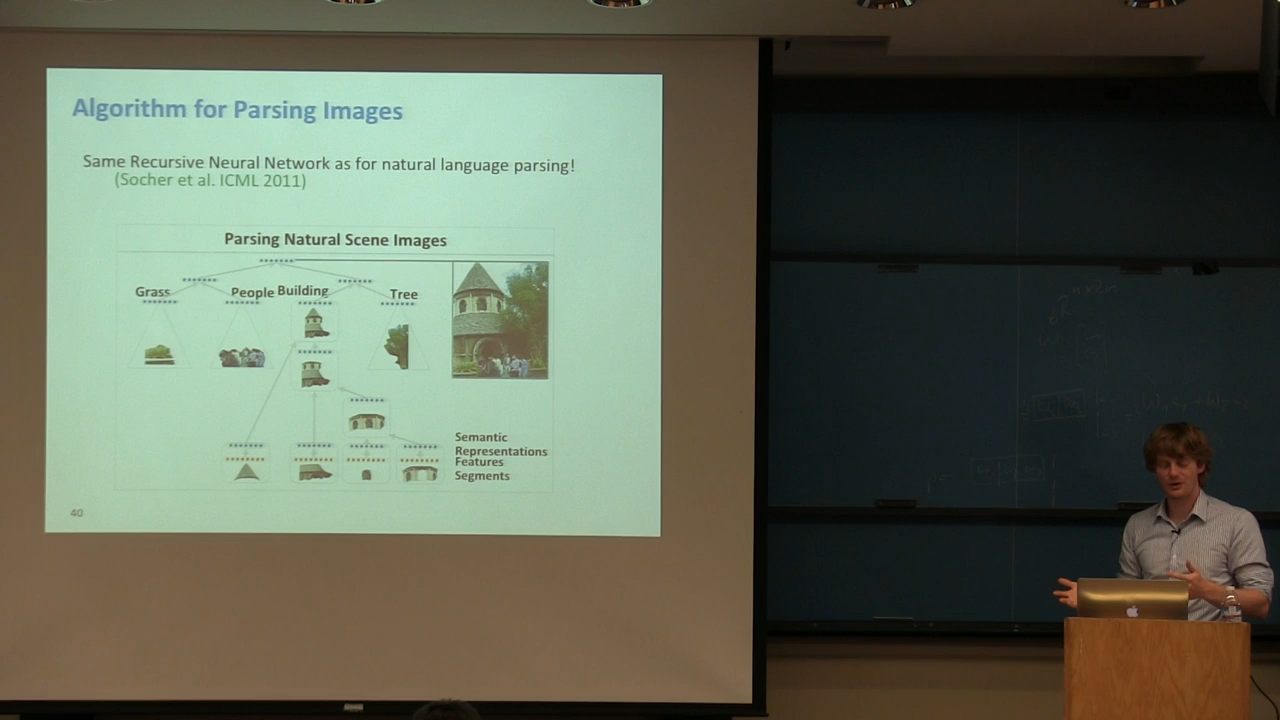 Algorithm for Parsing Images
Same Recursive Neural Network as for natural language parsing!
(Socher et al. ICML 2011)
Parsing Natural Scene Images
Grass
People
Building
Tree
Semantic
Representations
Features
Segments
40